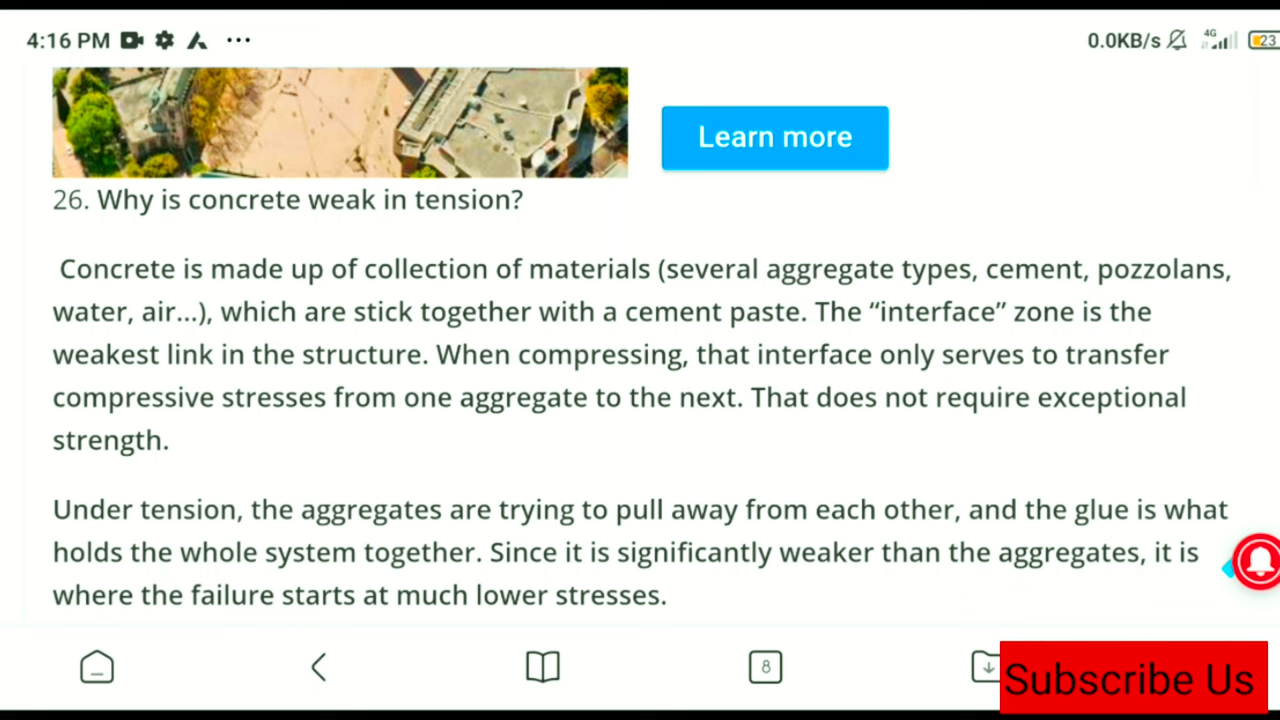 4:16 PM ...
0.0KB/s 4G 23
Learn more
26. Why is concrete weak in tension?
Concrete is made up of collection of materials (several aggregate types, cement, pozzolans,
water, air...), which are stick together with a cement paste. The “interface” zone is the
weakest link in the structure. When compressing, that interface only serves to transfer
compressive stresses from one aggregate to the next. That does not require exceptional
strength.
Under tension, the aggregates are trying to pull away from each other, and the glue is what
holds the whole system together. Since it is significantly weaker than the aggregates, it is
where the failure starts at much lower stresses.
8
Subscribe Us